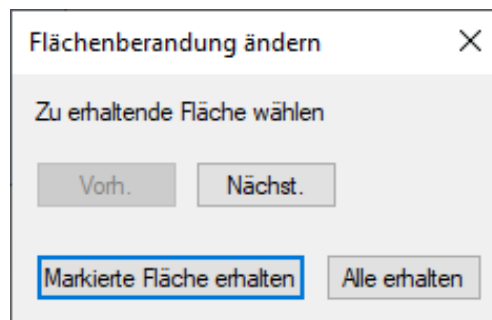 Flächenberandung ändern
Zu erhaltende Fläche wählen
Vorh. Nächst.
Markierte Fläche erhalten Alle erhalten